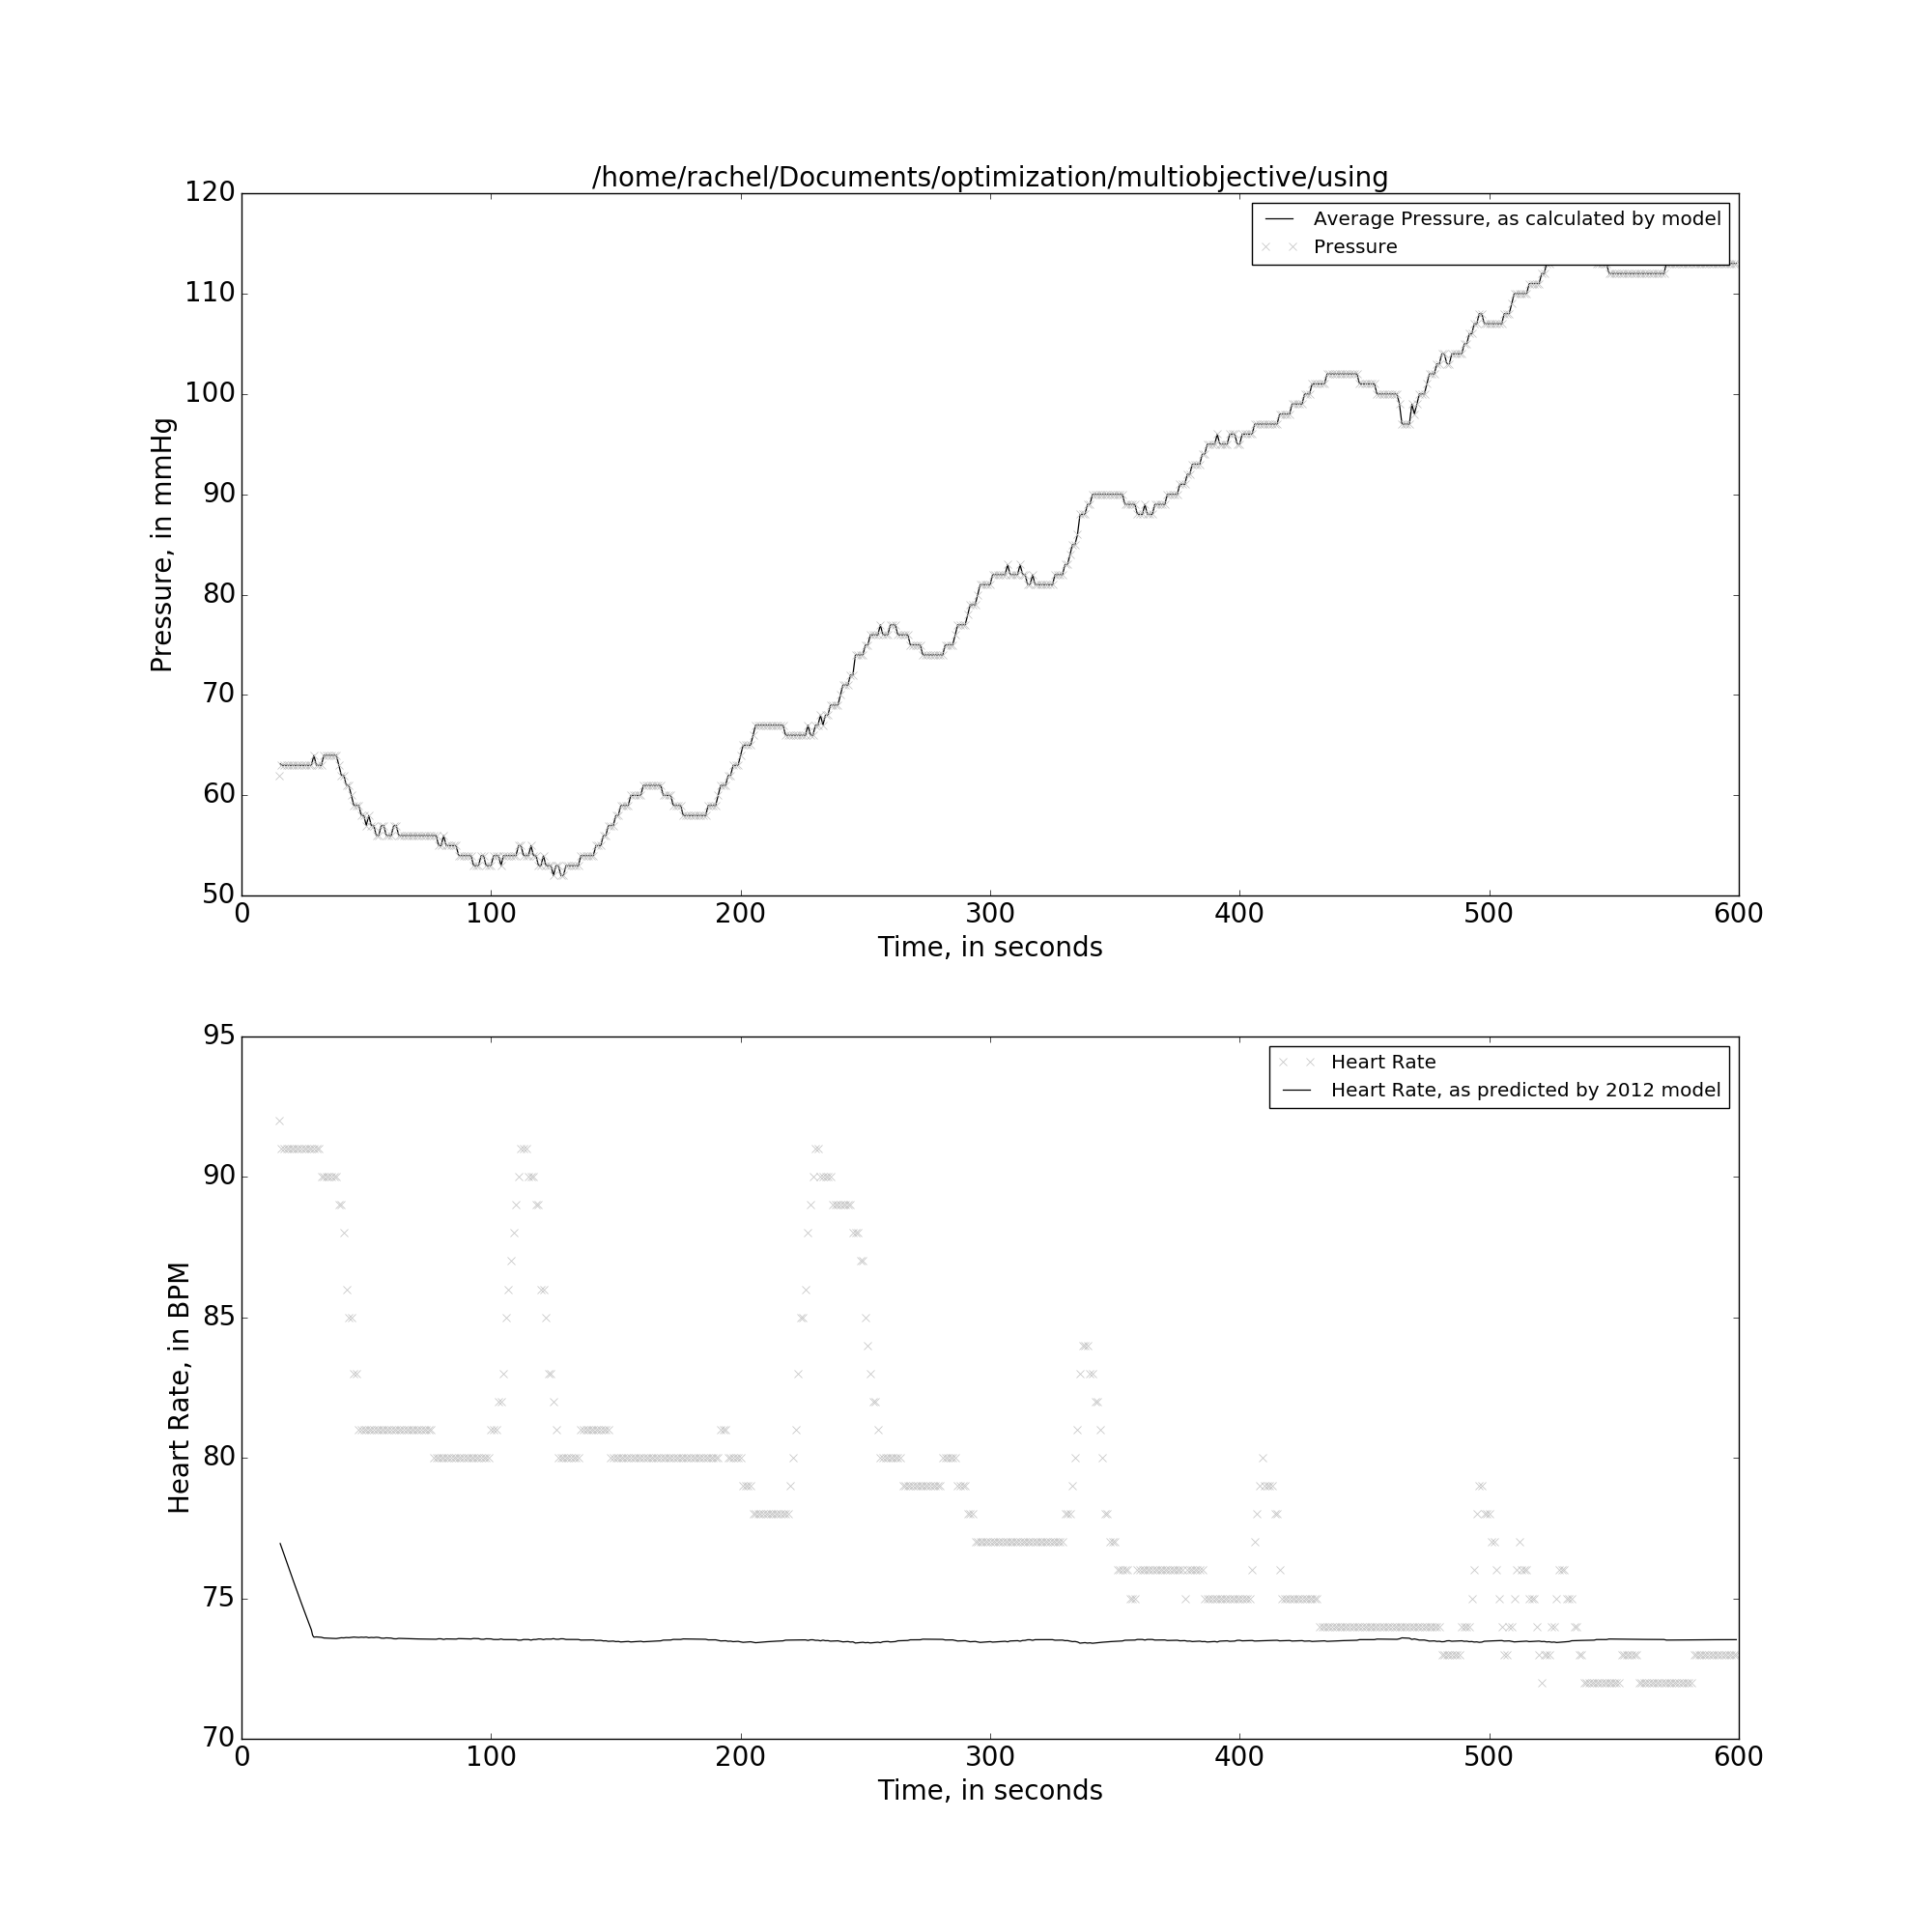 /home/rachel/Documents/optimization/multiobjective/using
120
110
100
90
80
70
60
50
Pressure, in mmHg
Average Pressure, as calculated by model
Pressure
0 100 200 300 400 500 600
Time, in seconds
95
90
85
80
75
70
Heart Rate, in BPM
Heart Rate
Heart Rate, as predicted by 2012 model
0 100 200 300 400 500 600
Time, in seconds